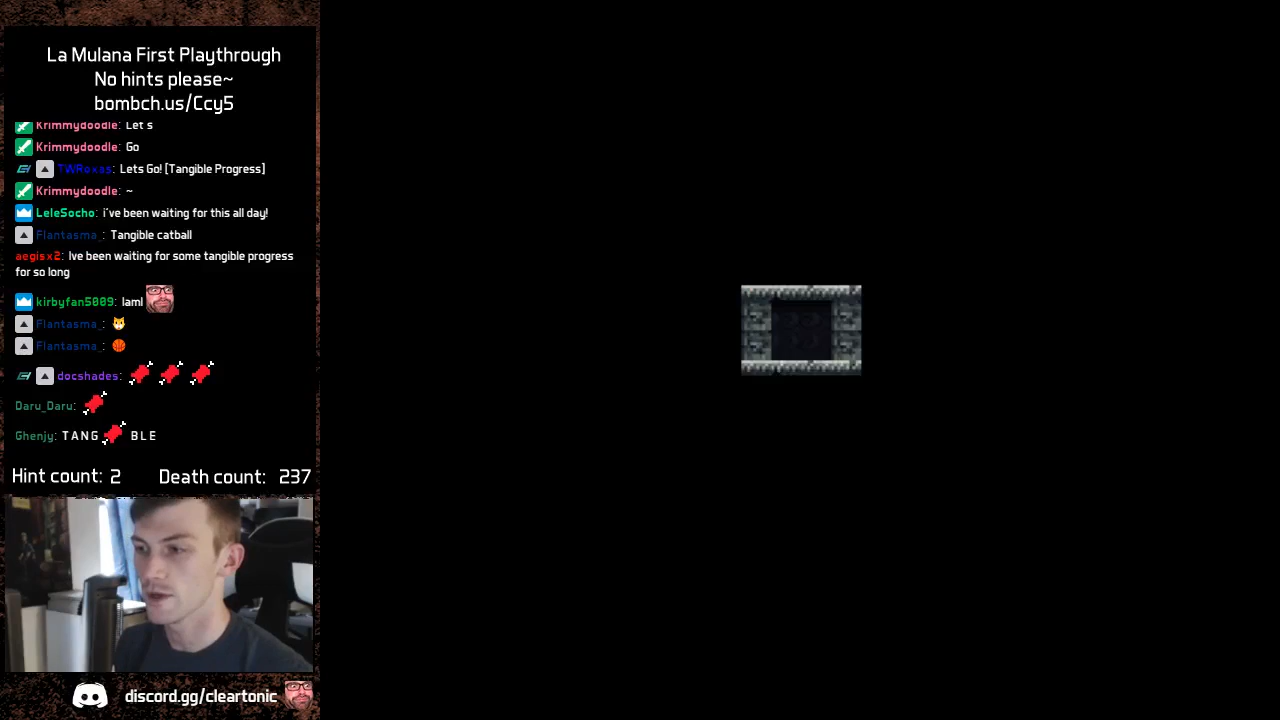 La Mulana First Playthrough
No hints please~
bombch.us/Ccy5
Krimmydoodle: Let s
Krimmydoodle: Go
TWRoxas: Lets Go! [Tangible Progress]
Krimmydoodle: ~
LeleSocho: i've been waiting for this all day!
Flantasma_: Tangible catball
aegisx2: Ive been waiting for some tangible progress
for so long
kirbyfan5009: laml
Flantasma_:
Flantasma_:
docshades:
Daru_Daru:
Ghenjy: TANG BLE
Hint count: 2 Death count: 237
discord.gg/cleartonic